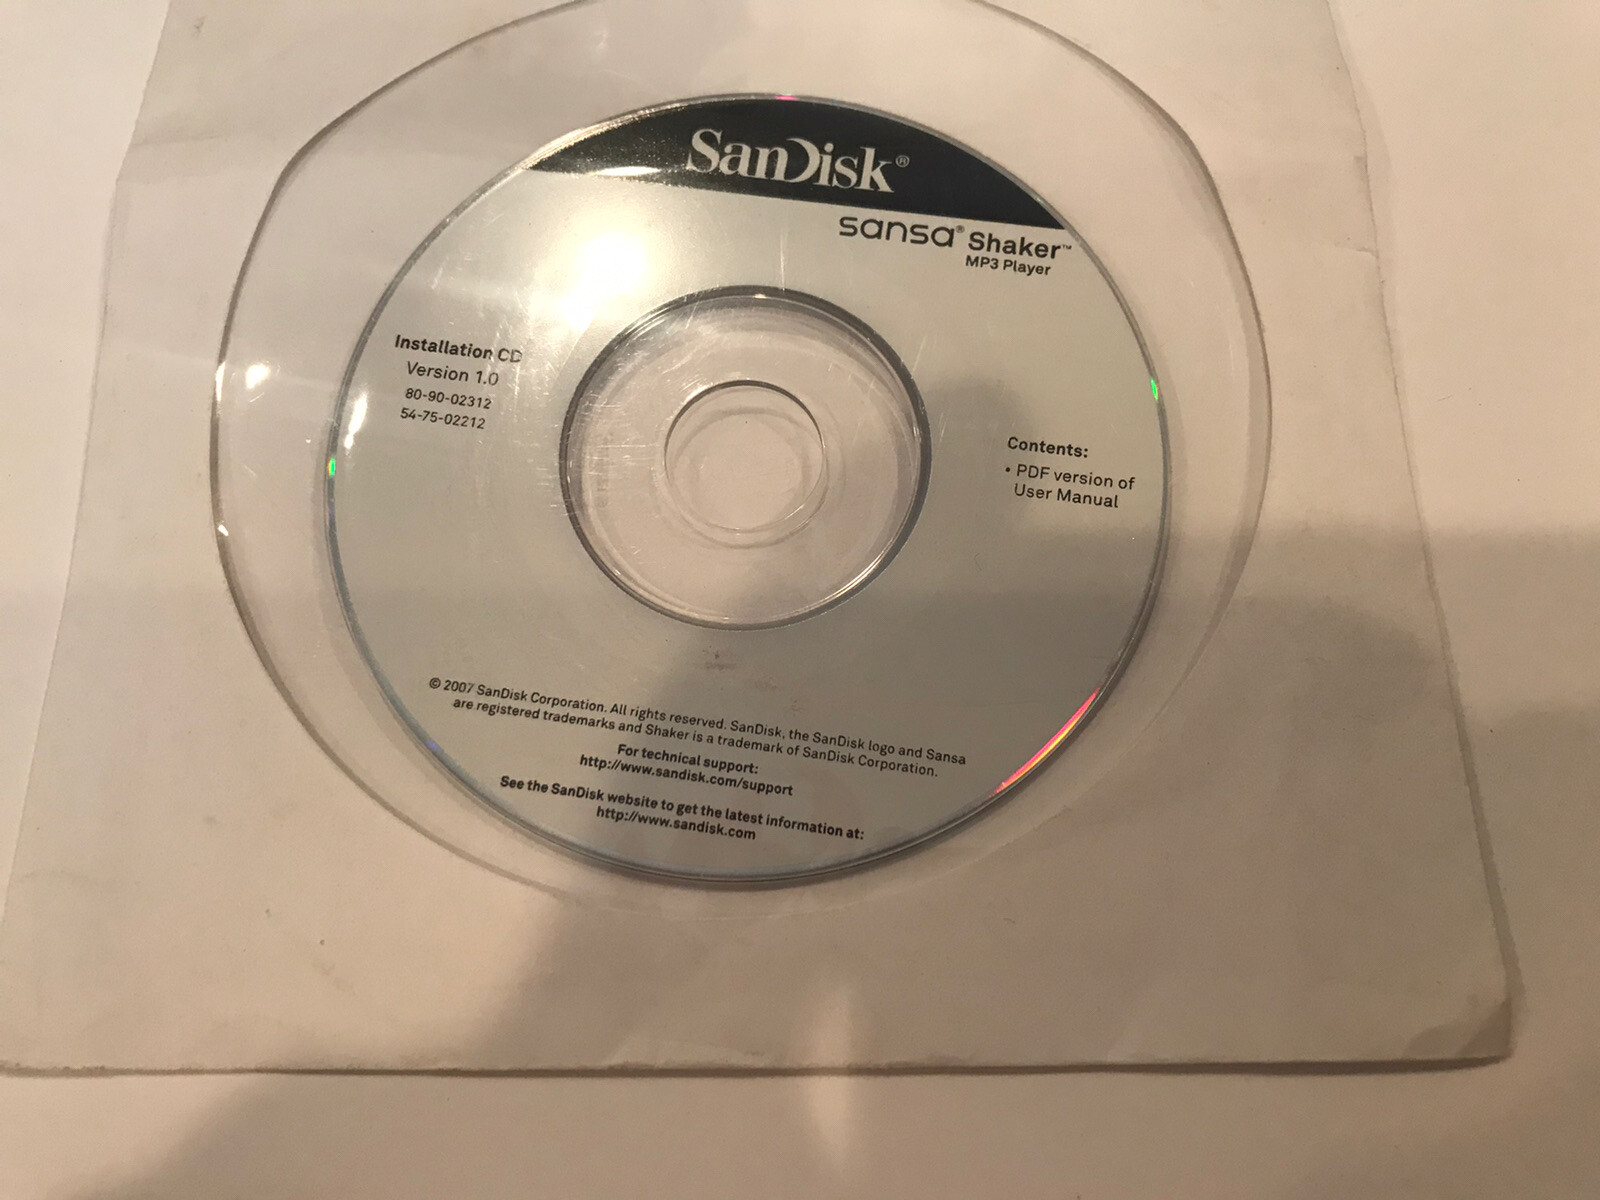 SanDisk®
sansa® Shaker™
MP3 Player
Installation CD
Version 1.0
80-90-02312
54-75-02212
Contents:
• PDF version of
User Manual
© 2007 SanDisk Corporation. All rights reserved. SanDisk, the SanDisk logo and Sansa
are registered trademarks and Shaker is a trademark of SanDisk Corporation.
For technical support:
http://www.sandisk.com/support
See the SanDisk website to get the latest information at:
http://www.sandisk.com